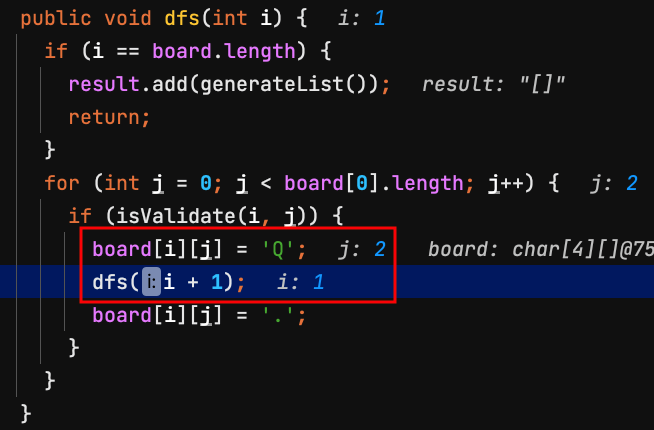 public void dfs(int i) {   i: 1
  if (i == board.length) {
    result.add(generateList());   result: "[]"
    return;
  }
  for (int j = 0; j < board[0].length; j++) {   j: 2
    if (isValidate(i, j)) {
      board[i][j] = 'Q';   j: 2   board: char[4][]@75
      dfs( i: i + 1);   i: 1
      board[i][j] = '.';
    }
  }
}